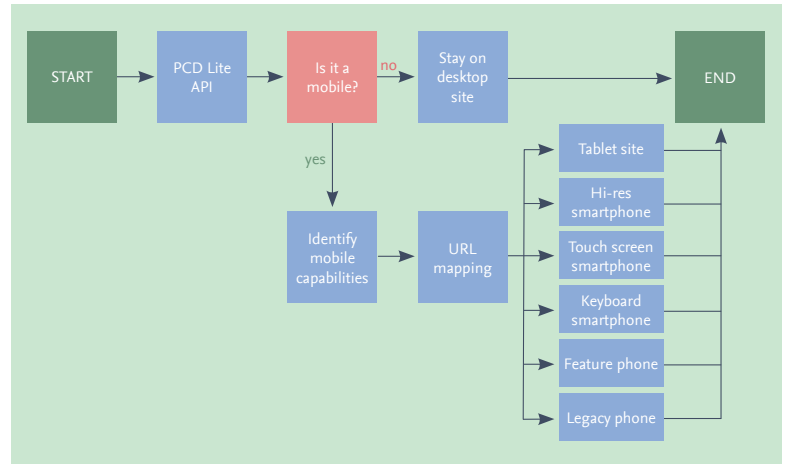 START
PCD Lite
API
Is it a
mobile?
no
Stay on
desktop
site
END
yes
Identify
mobile
capabilities
URL
mapping
Tablet site
Hi-res
smartphone
Touch screen
smartphone
Keyboard
smartphone
Feature phone
Legacy phone